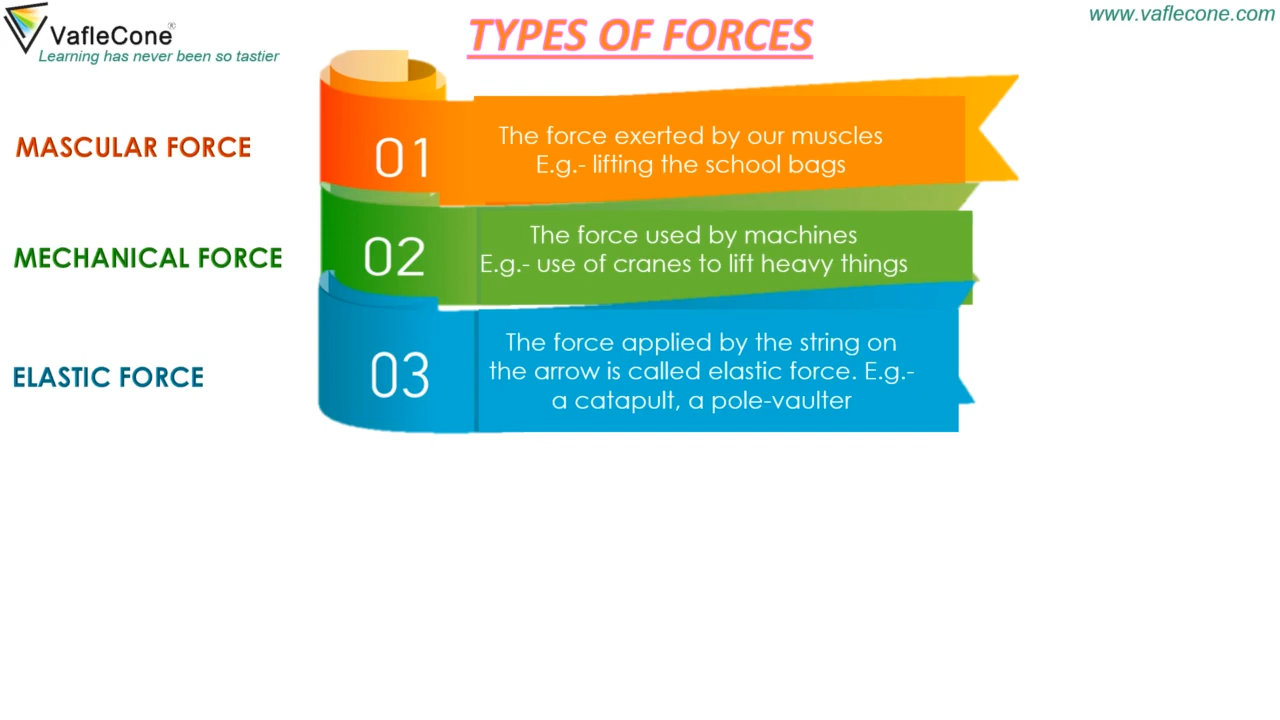 VafleCone®
Learning has never been so tastier
www.vaflecone.com
TYPES OF FORCES
MASCULAR FORCE
01
The force exerted by our muscles
E.g.- lifting the school bags
MECHANICAL FORCE
02
The force used by machines
E.g.- use of cranes to lift heavy things
ELASTIC FORCE
03
The force applied by the string on
the arrow is called elastic force. E.g.-
a catapult, a pole-vaulter